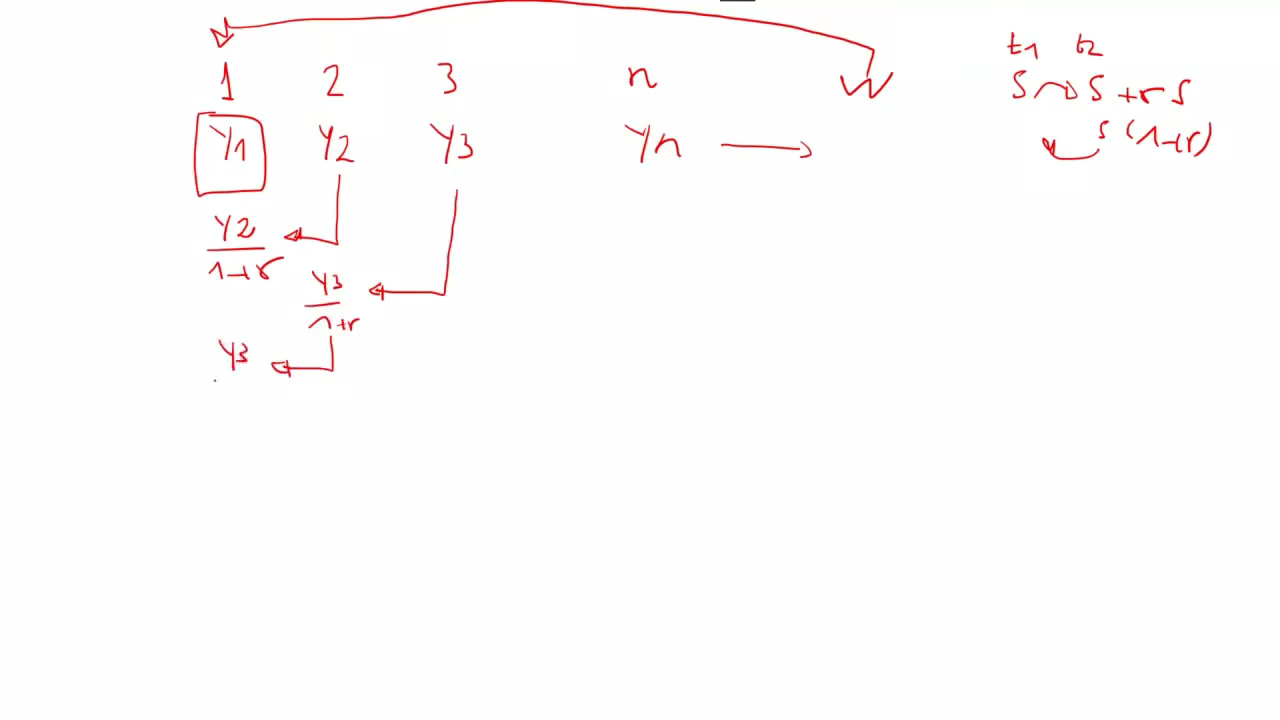 t1 t2
1 2 3 n W
S → S + r S
Y1 Y2 Y3 Yn →
S (1+r)
Y2
1+r
Y3
1+r
Y3